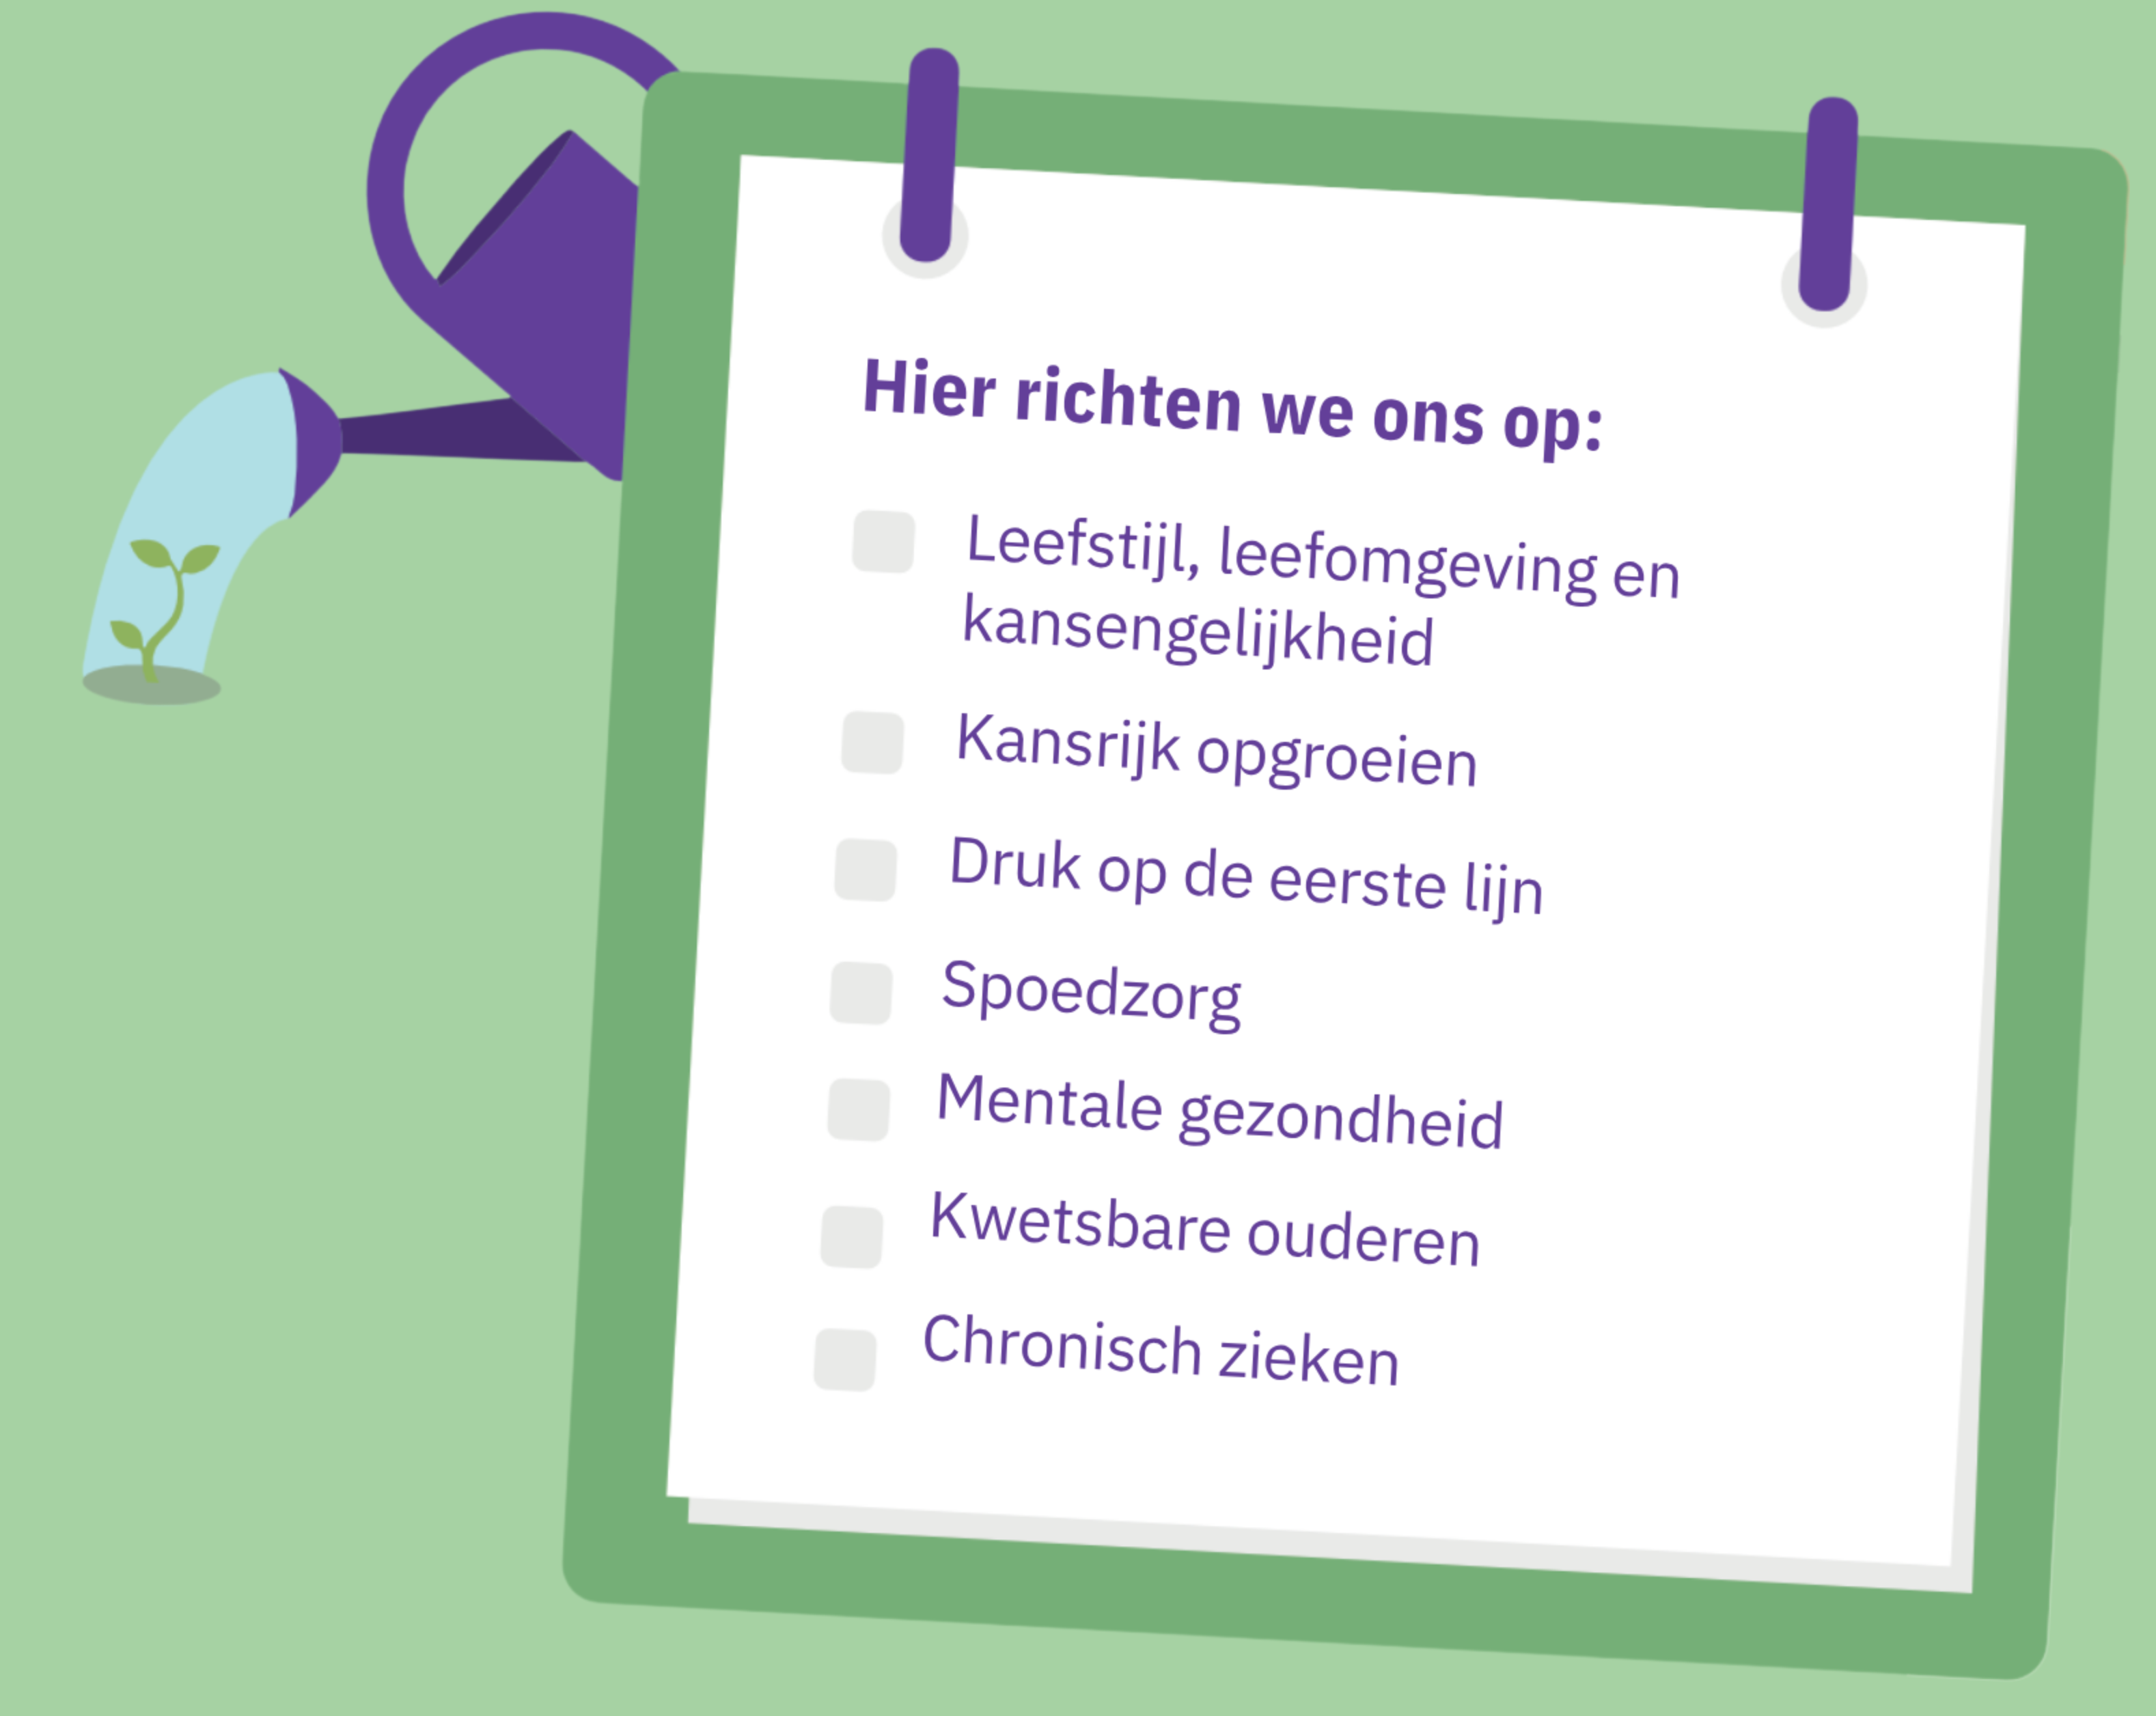 Hier richten we ons op:
Leefstijl, leefomgeving en
kansengelijkheid
Kansrijk opgroeien
Druk op de eerste lijn
Spoedzorg
Mentale gezondheid
Kwetsbare ouderen
Chronisch zieken